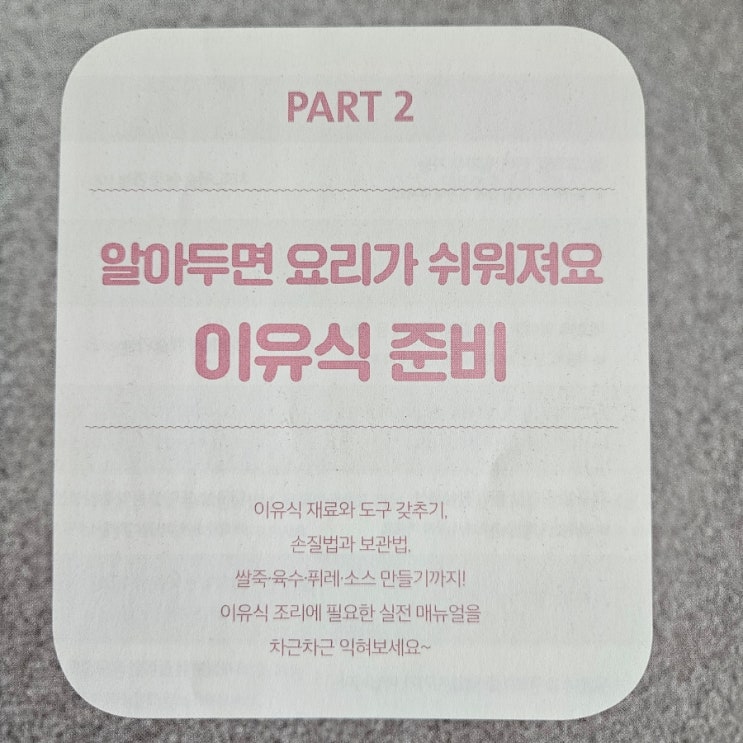 PART 2
알아두면 요리가 쉬워져요
이유식 준비
이유식 재료와 도구 갖추기,
손질법과 보관법,
쌀죽·육수·퓌레·소스 만들기까지!
이유식 조리에 필요한 실전 매뉴얼을
차근차근 익혀보세요~